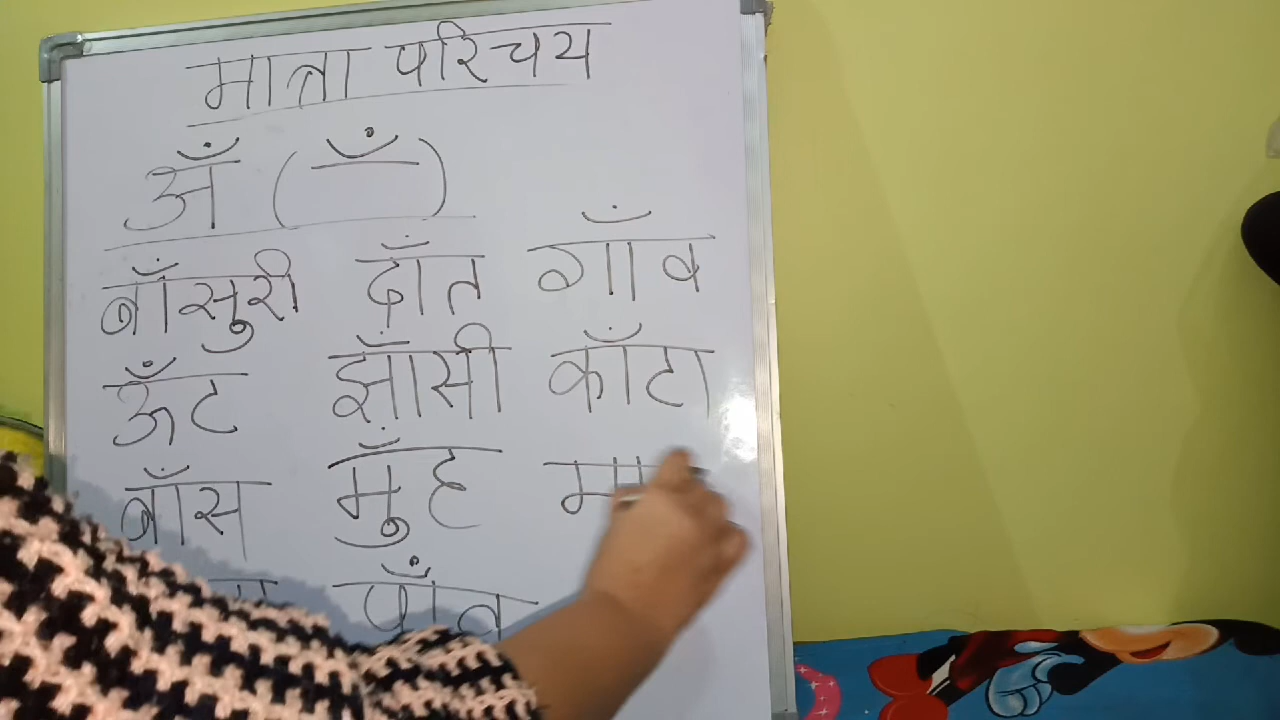 मात्रा परिचय
अँ ( ँ )
बाँसुरी दाँत गाँव
ऊँट झाँसी काँटा
बाँस मुँह
पाँव